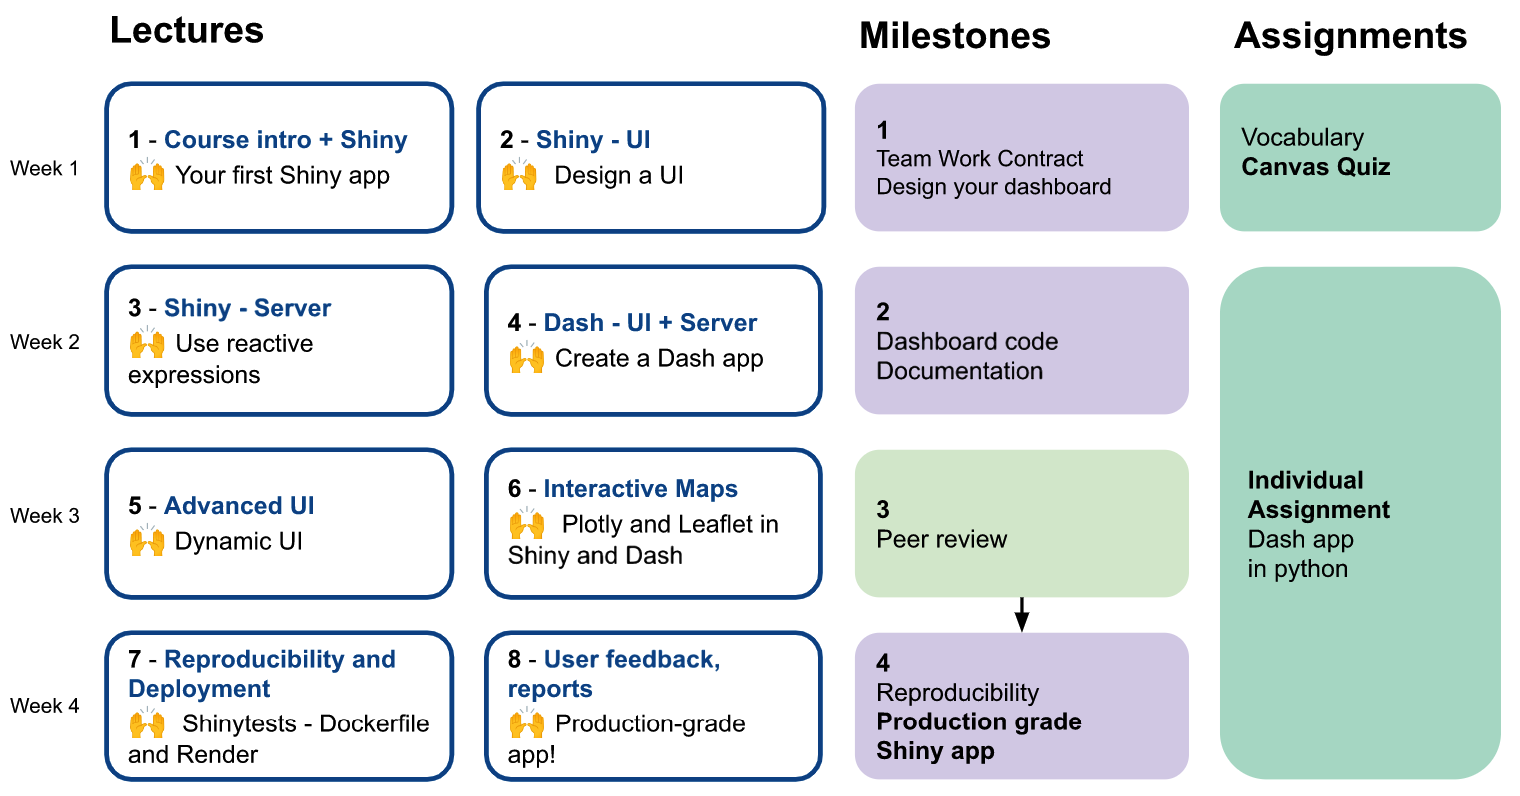 Lectures
Milestones
Assignments
Week 1
1 - Course intro + Shiny
🙌 Your first Shiny app
2 - Shiny - UI
🙌 Design a UI
1
Team Work Contract
Design your dashboard
Vocabulary
Canvas Quiz
Week 2
3 - Shiny - Server
🙌 Use reactive
expressions
4 - Dash - UI + Server
🙌 Create a Dash app
2
Dashboard code
Documentation
Week 3
5 - Advanced UI
🙌 Dynamic UI
6 - Interactive Maps
🙌 Plotly and Leaflet in
Shiny and Dash
3
Peer review
Individual
Assignment
Dash app
in python
Week 4
7 - Reproducibility and
Deployment
🙌 Shinytests - Dockerfile
and Render
8 - User feedback,
reports
🙌 Production-grade
app!
4
Reproducibility
Production grade
Shiny app